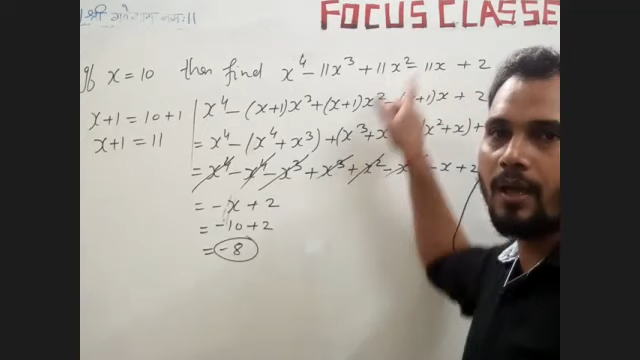 || श्री गणेशाय नमः ||
FOCUS CLASSE
If x = 10 then find x⁴ - 11x³ + 11x² - 11x + 2
x+1 = 10+1
x+1 = 11
x⁴ - (x+1)x³ + (x+1)x² - +1)x + 2
= x⁴ - (x⁴ + x³) + (x³ + x x² + x) +
= x⁴ - x⁴ - x³ + x³ + x² - x - x + 2
= - x + 2
= - 10 + 2
= - 8